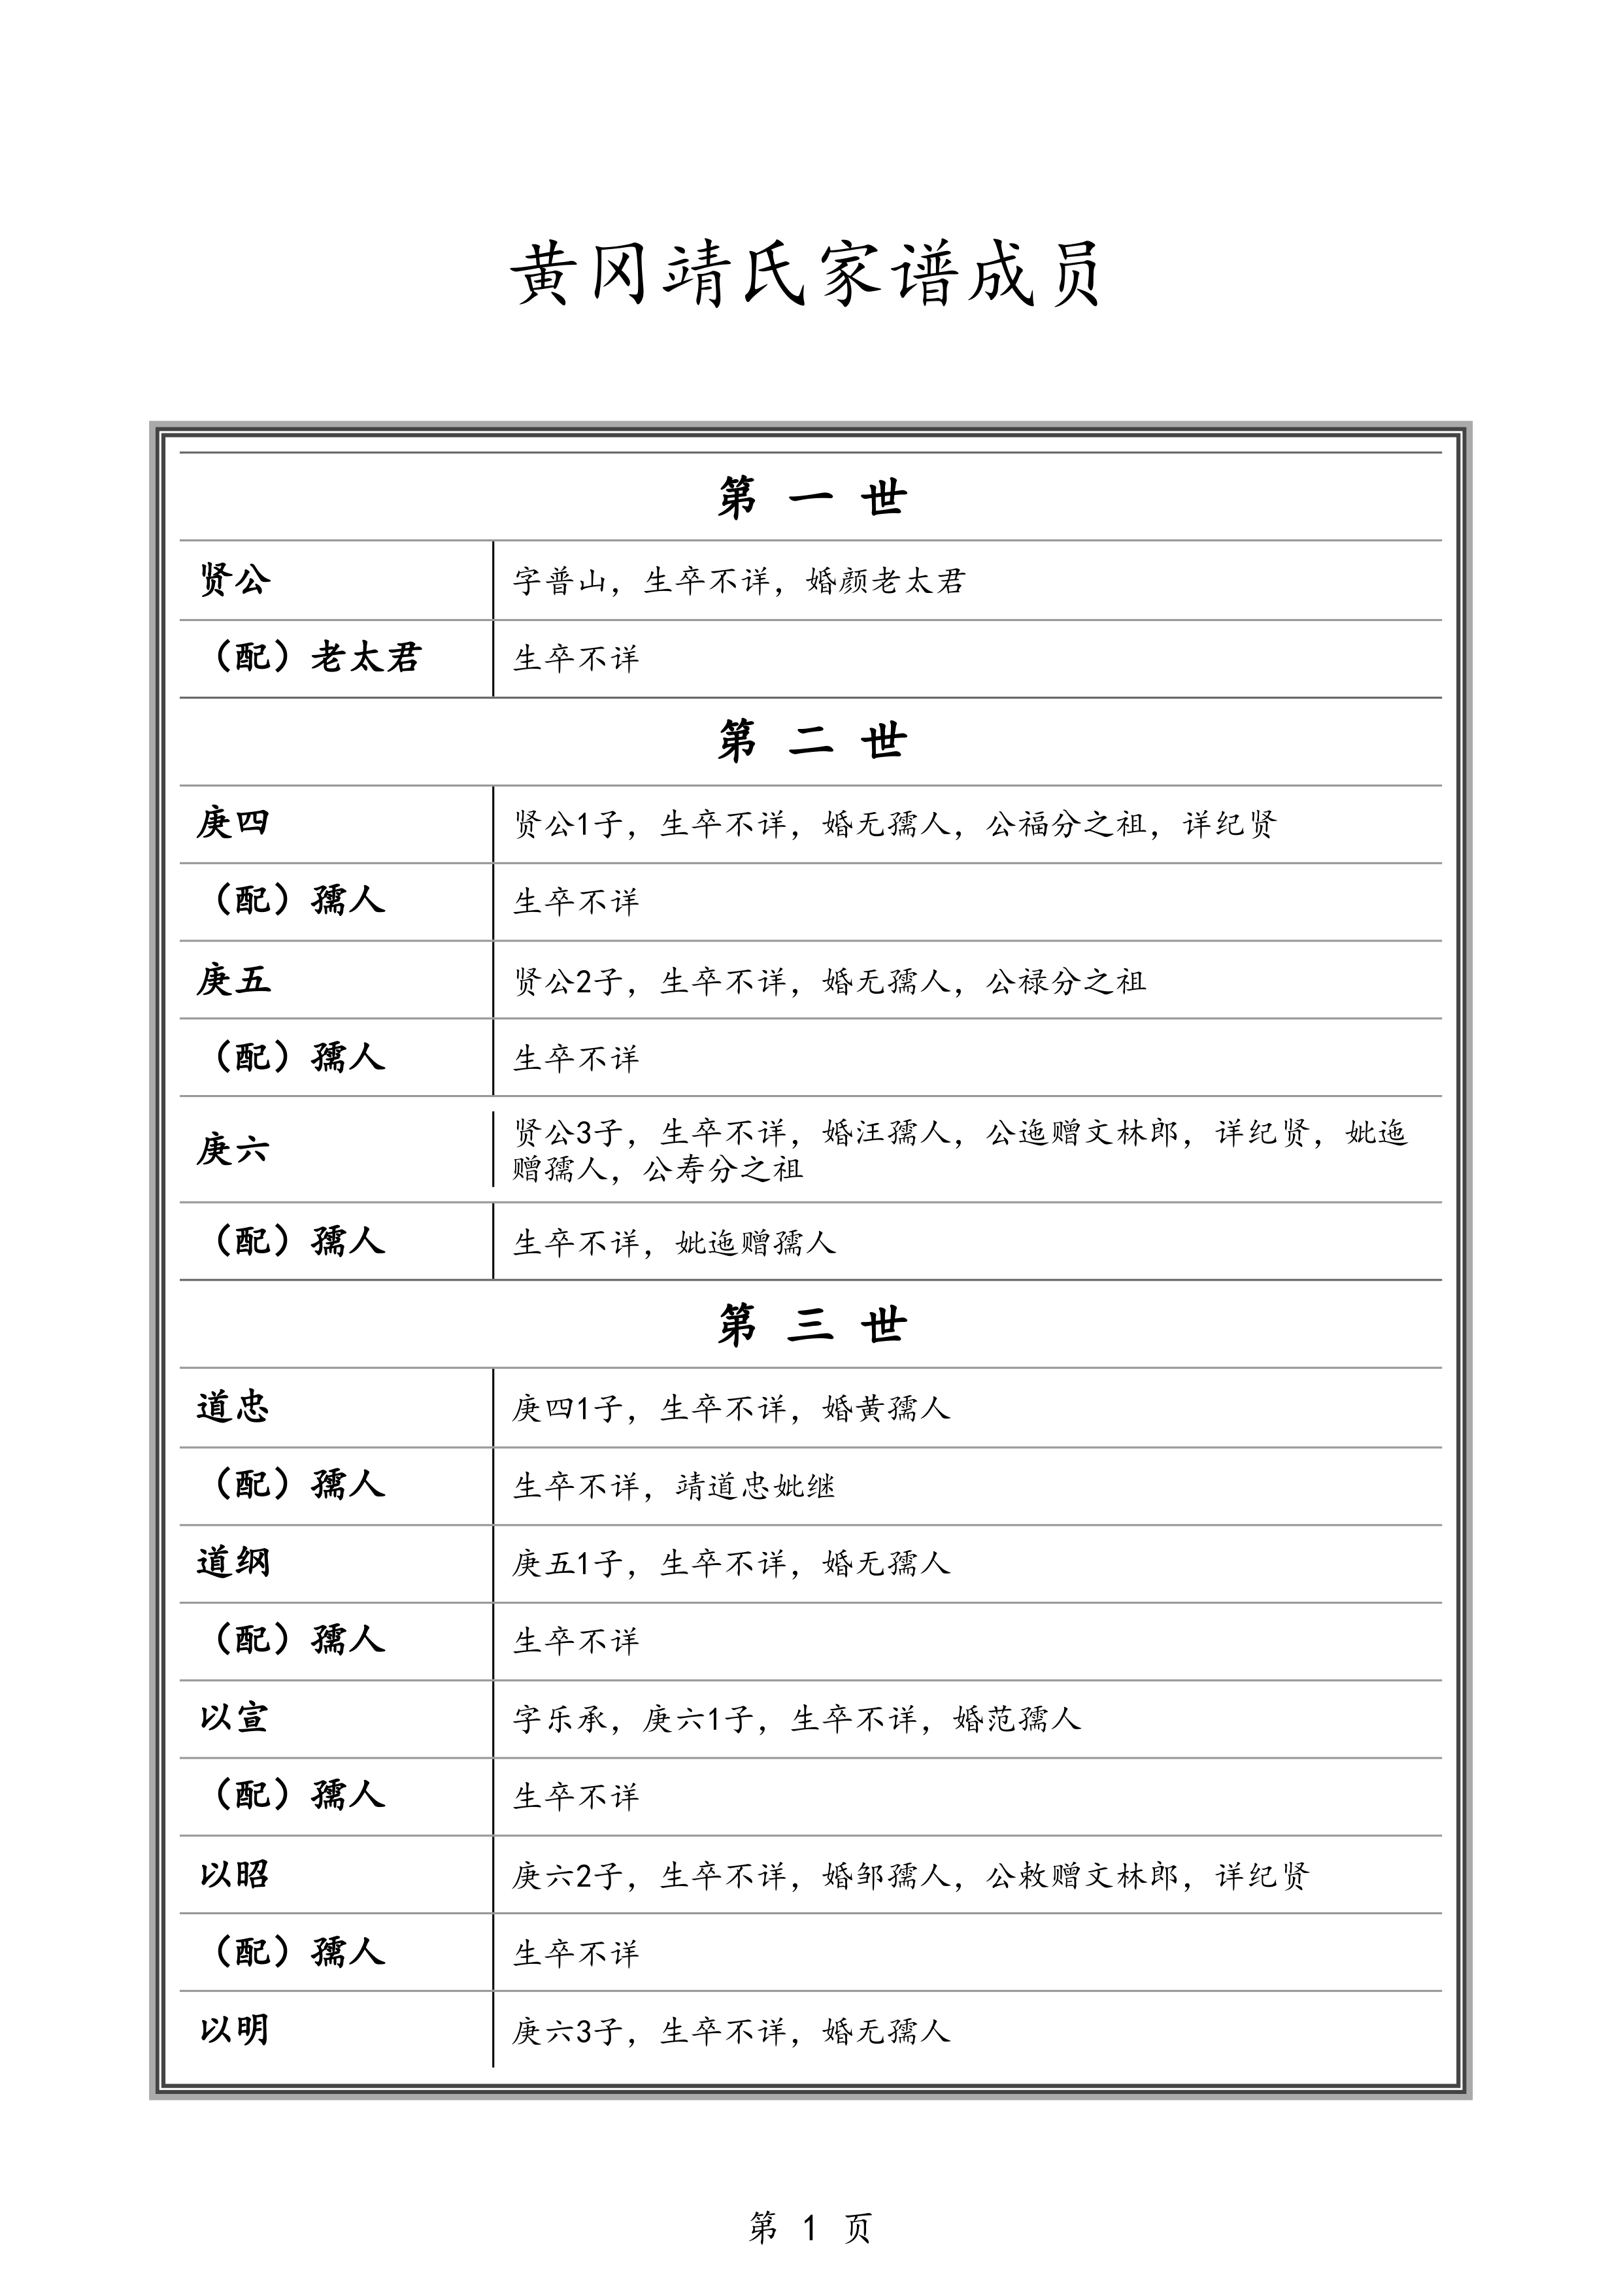 黄冈靖氏家谱成员
第 一 世
贤公 字普山，生卒不详，婚颜老太君
（配）老太君 生卒不详
第 二 世
庚四 贤公1子，生卒不详，婚无孺人，公福分之祖，详纪贤
（配）孺人 生卒不详
庚五 贤公2子，生卒不详，婚无孺人，公禄分之祖
（配）孺人 生卒不详
庚六 贤公3子，生卒不详，婚汪孺人，公迤赠文林郎，详纪贤，妣迤
赠孺人，公寿分之祖
（配）孺人 生卒不详，妣迤赠孺人
第 三 世
道忠 庚四1子，生卒不详，婚黄孺人
（配）孺人 生卒不详，靖道忠妣继
道纲 庚五1子，生卒不详，婚无孺人
（配）孺人 生卒不详
以宣 字乐承，庚六1子，生卒不详，婚范孺人
（配）孺人 生卒不详
以昭 庚六2子，生卒不详，婚邹孺人，公敕赠文林郎，详纪贤
（配）孺人 生卒不详
以明 庚六3子，生卒不详，婚无孺人
第 1 页